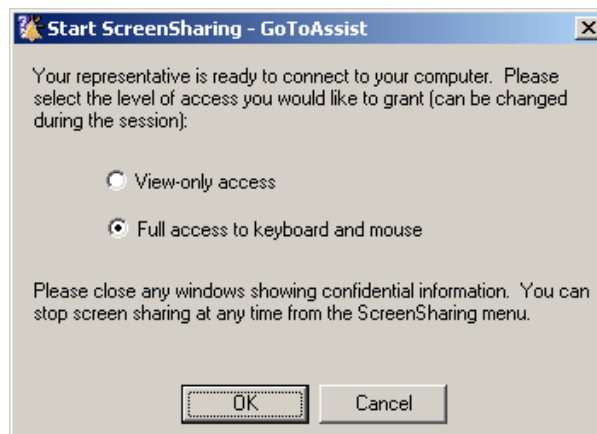 Start ScreenSharing - GoToAssist
Your representative is ready to connect to your computer.  Please
select the level of access you would like to grant (can be changed
during the session):
View-only access
Full access to keyboard and mouse
Please close any windows showing confidential information.  You can
stop screen sharing at any time from the ScreenSharing menu.
OK
Cancel